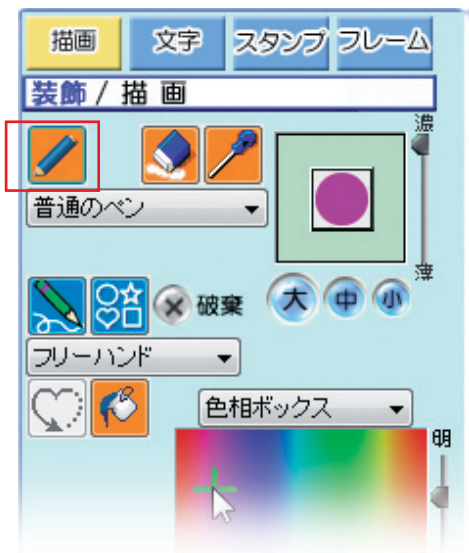 描画 文字 スタンプ フレーム
装飾 / 描 画
濃
普通のペン
薄
破棄 大 中 小
フリーハンド
色相ボックス
明